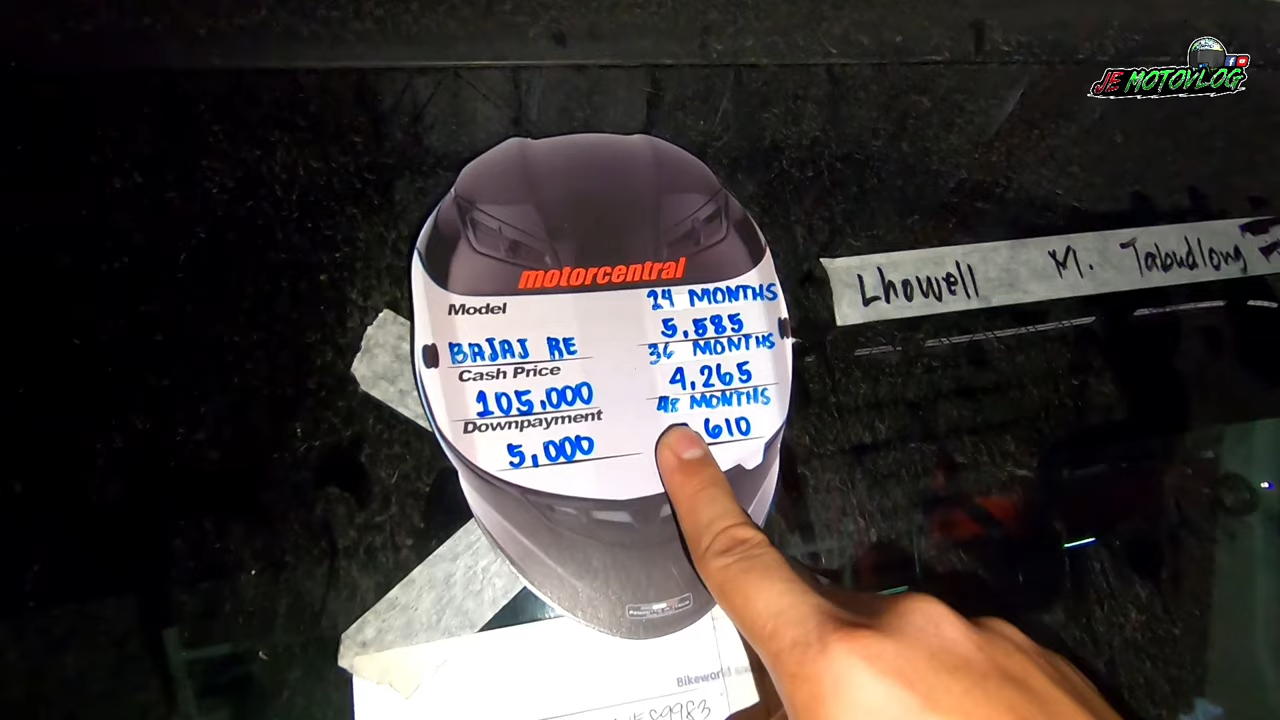 JE MOTOVLOG
motorcentral
Model
BAJAJ RE
Cash Price
105,000
Downpayment
5,000
24 MONTHS
5,585
36 MONTHS
4,265
48 MONTHS
610
Lhowell M. Tabudlong
Bikeworld